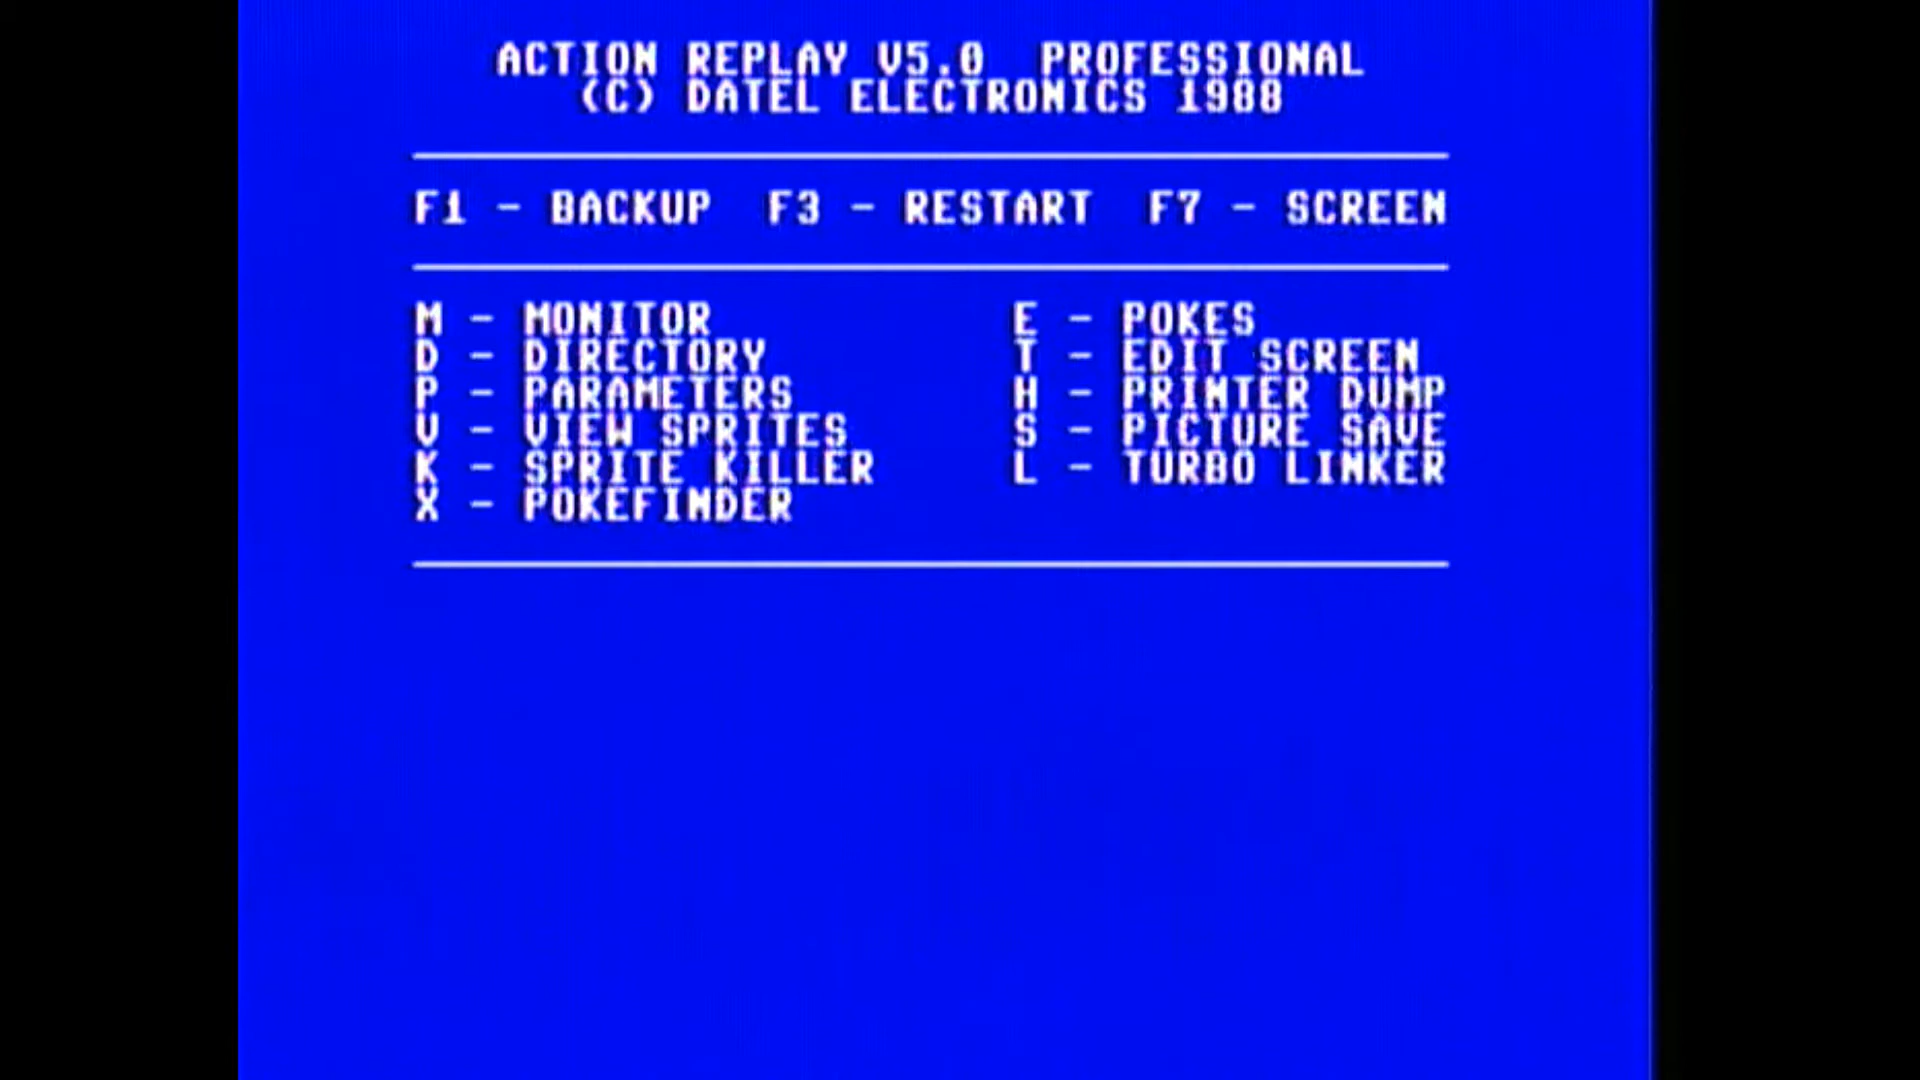 ACTION REPLAY V5.0 PROFESSIONAL
(C) DATEL ELECTRONICS 1988
F1 - BACKUP F3 - RESTART F7 - SCREEN
M - MONITOR E - POKES
D - DIRECTORY T - EDIT SCREEN
P - PARAMETERS H - PRINTER DUMP
V - VIEW SPRITES S - PICTURE SAVE
K - SPRITE KILLER L - TURBO LINKER
X - POKEFINDER